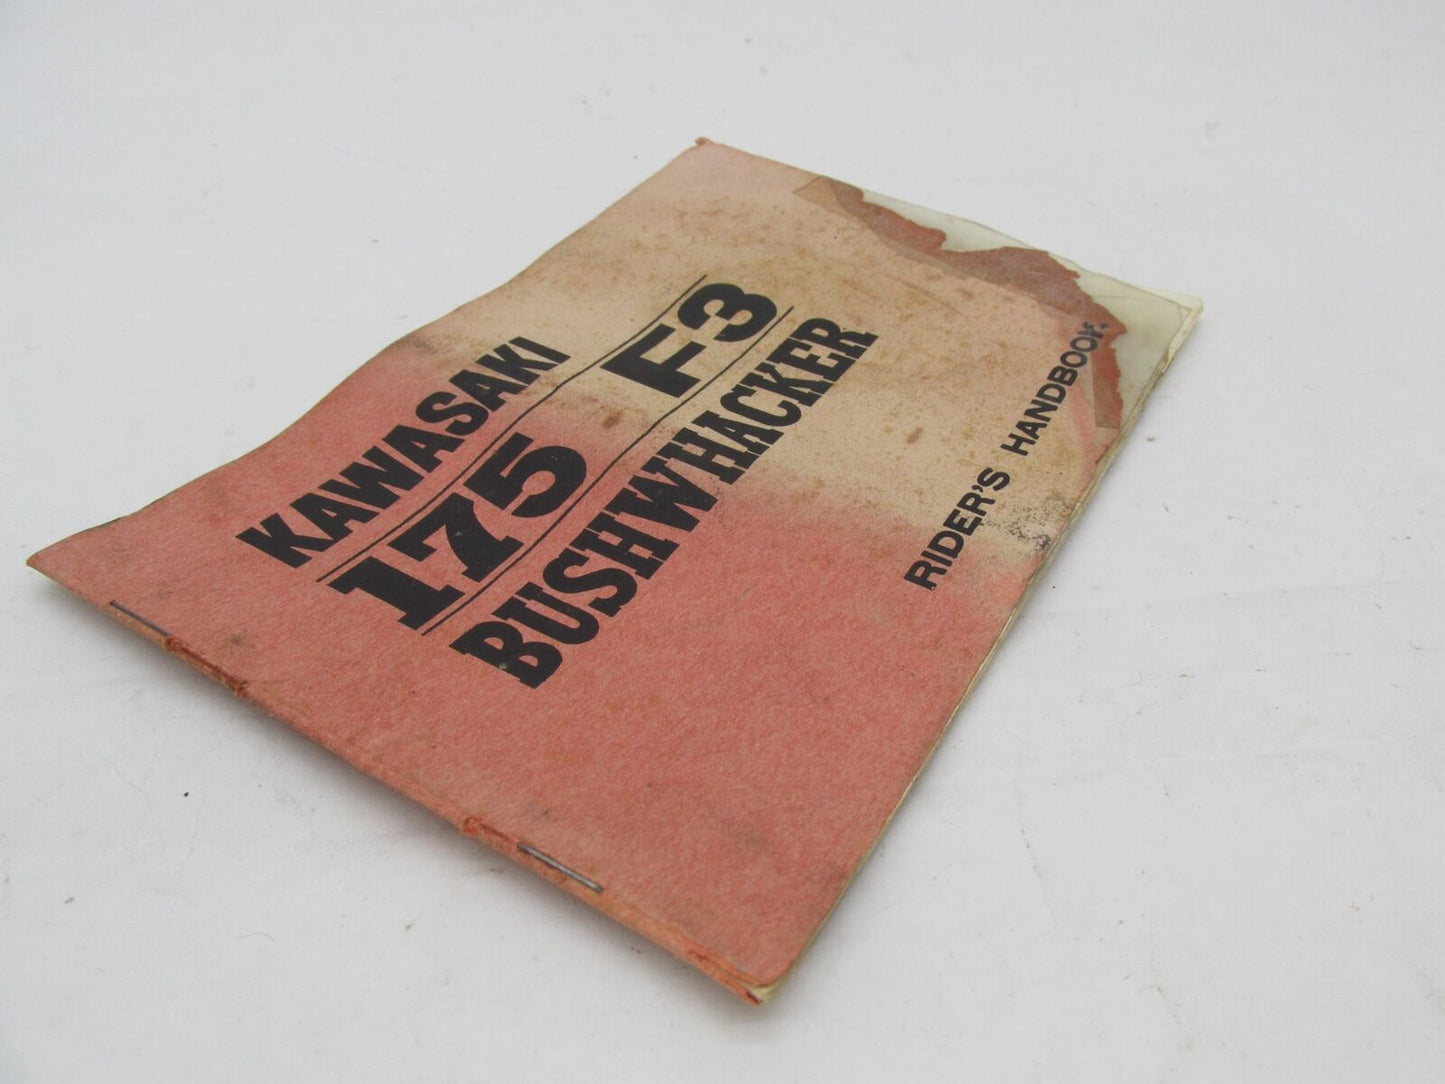 KAWASAKI
175 F3
BUSHWHACKER
RIDER'S HANDBOOK